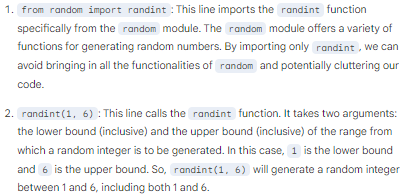 1. from random import randint : This line imports the randint function
specifically from the random module. The random module offers a variety of
functions for generating random numbers. By importing only randint , we can
avoid bringing in all the functionalities of random and potentially cluttering our
code.
2. randint(1, 6) : This line calls the randint function. It takes two arguments:
the lower bound (inclusive) and the upper bound (inclusive) of the range from
which a random integer is to be generated. In this case, 1 is the lower bound
and 6 is the upper bound. So, randint(1, 6) will generate a random integer
between 1 and 6, including both 1 and 6.